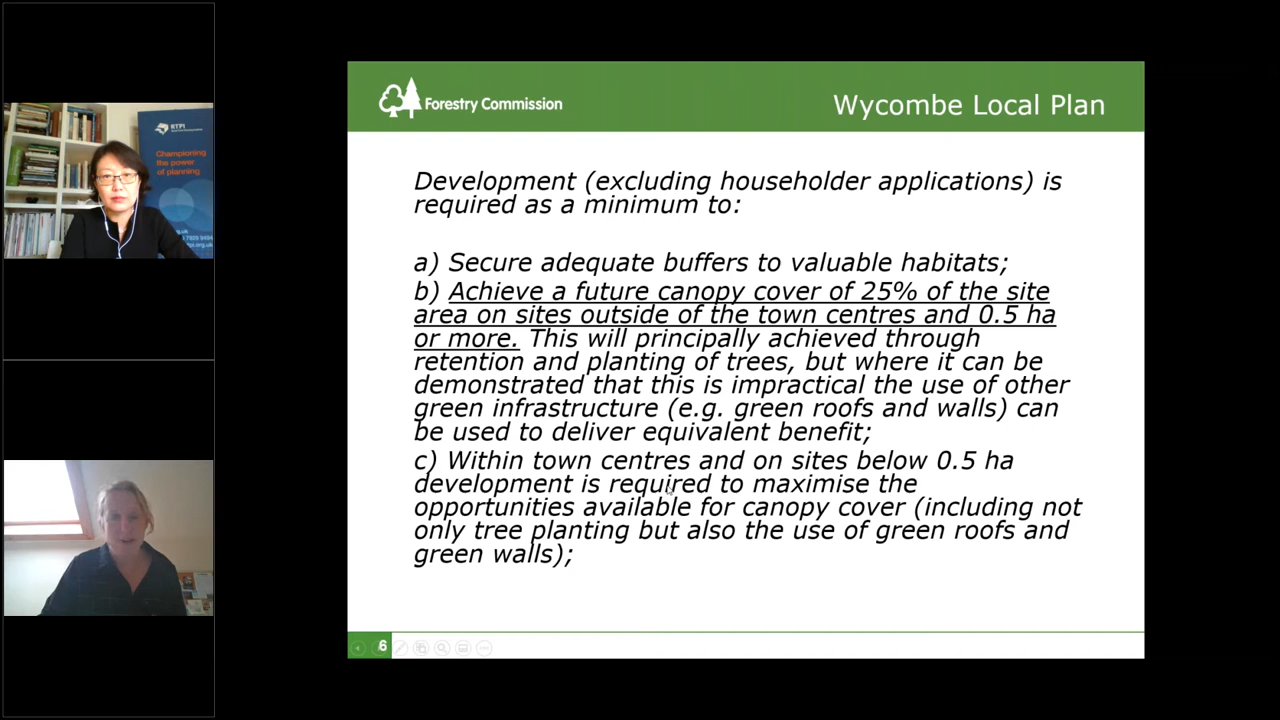 RTPI
Championing
the power
of planning
Forestry Commission
Wycombe Local Plan
Development (excluding householder applications) is
required as a minimum to:
a) Secure adequate buffers to valuable habitats;
b) Achieve a future canopy cover of 25% of the site
area on sites outside of the town centres and 0.5 ha
or more. This will principally achieved through
retention and planting of trees, but where it can be
demonstrated that this is impractical the use of other
green infrastructure (e.g. green roofs and walls) can
be used to deliver equivalent benefit;
c) Within town centres and on sites below 0.5 ha
development is required to maximise the
opportunities available for canopy cover (including not
only tree planting but also the use of green roofs and
green walls);
6